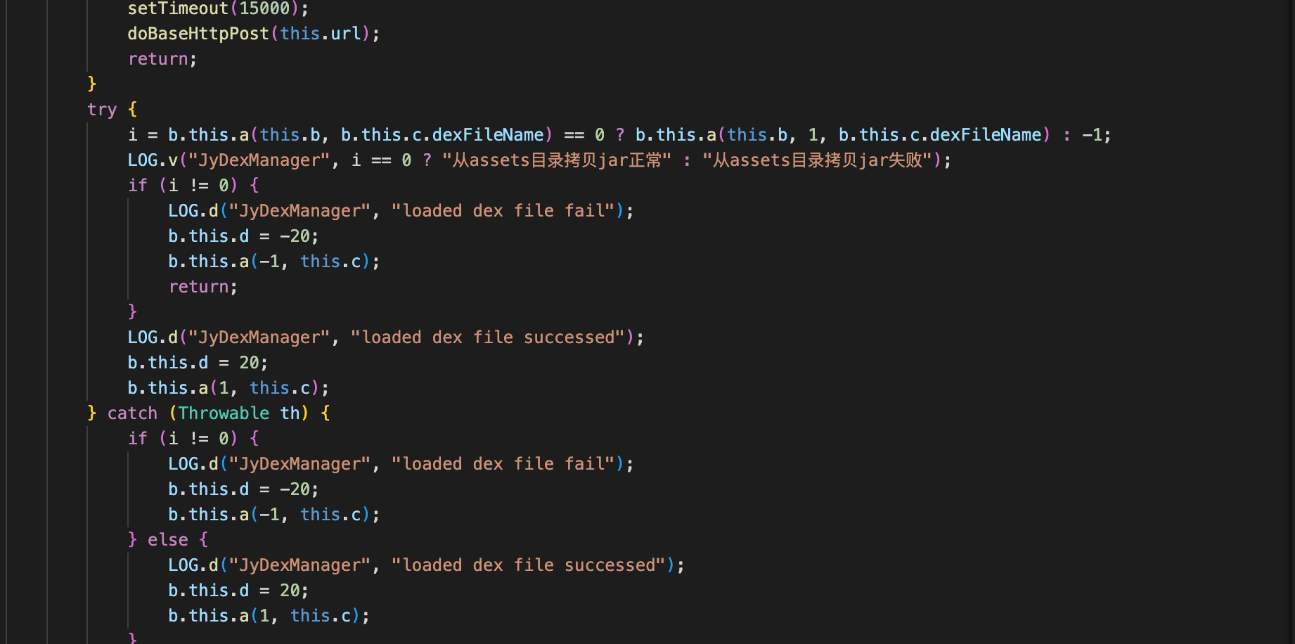 setTimeout(15000);
doBaseHttpPost(this.url);
return;
}
try {
i = b.this.a(this.b, b.this.c.dexFileName) == 0 ? b.this.a(this.b, 1, b.this.c.dexFileName) : -1;
LOG.v("JyDexManager", i == 0 ? "从assets目录拷贝jar正常" : "从assets目录拷贝jar失败");
if (i != 0) {
LOG.d("JyDexManager", "loaded dex file fail");
b.this.d = -20;
b.this.a(-1, this.c);
return;
}
LOG.d("JyDexManager", "loaded dex file successed");
b.this.d = 20;
b.this.a(1, this.c);
} catch (Throwable th) {
if (i != 0) {
LOG.d("JyDexManager", "loaded dex file fail");
b.this.d = -20;
b.this.a(-1, this.c);
} else {
LOG.d("JyDexManager", "loaded dex file successed");
b.this.d = 20;
b.this.a(1, this.c);
}